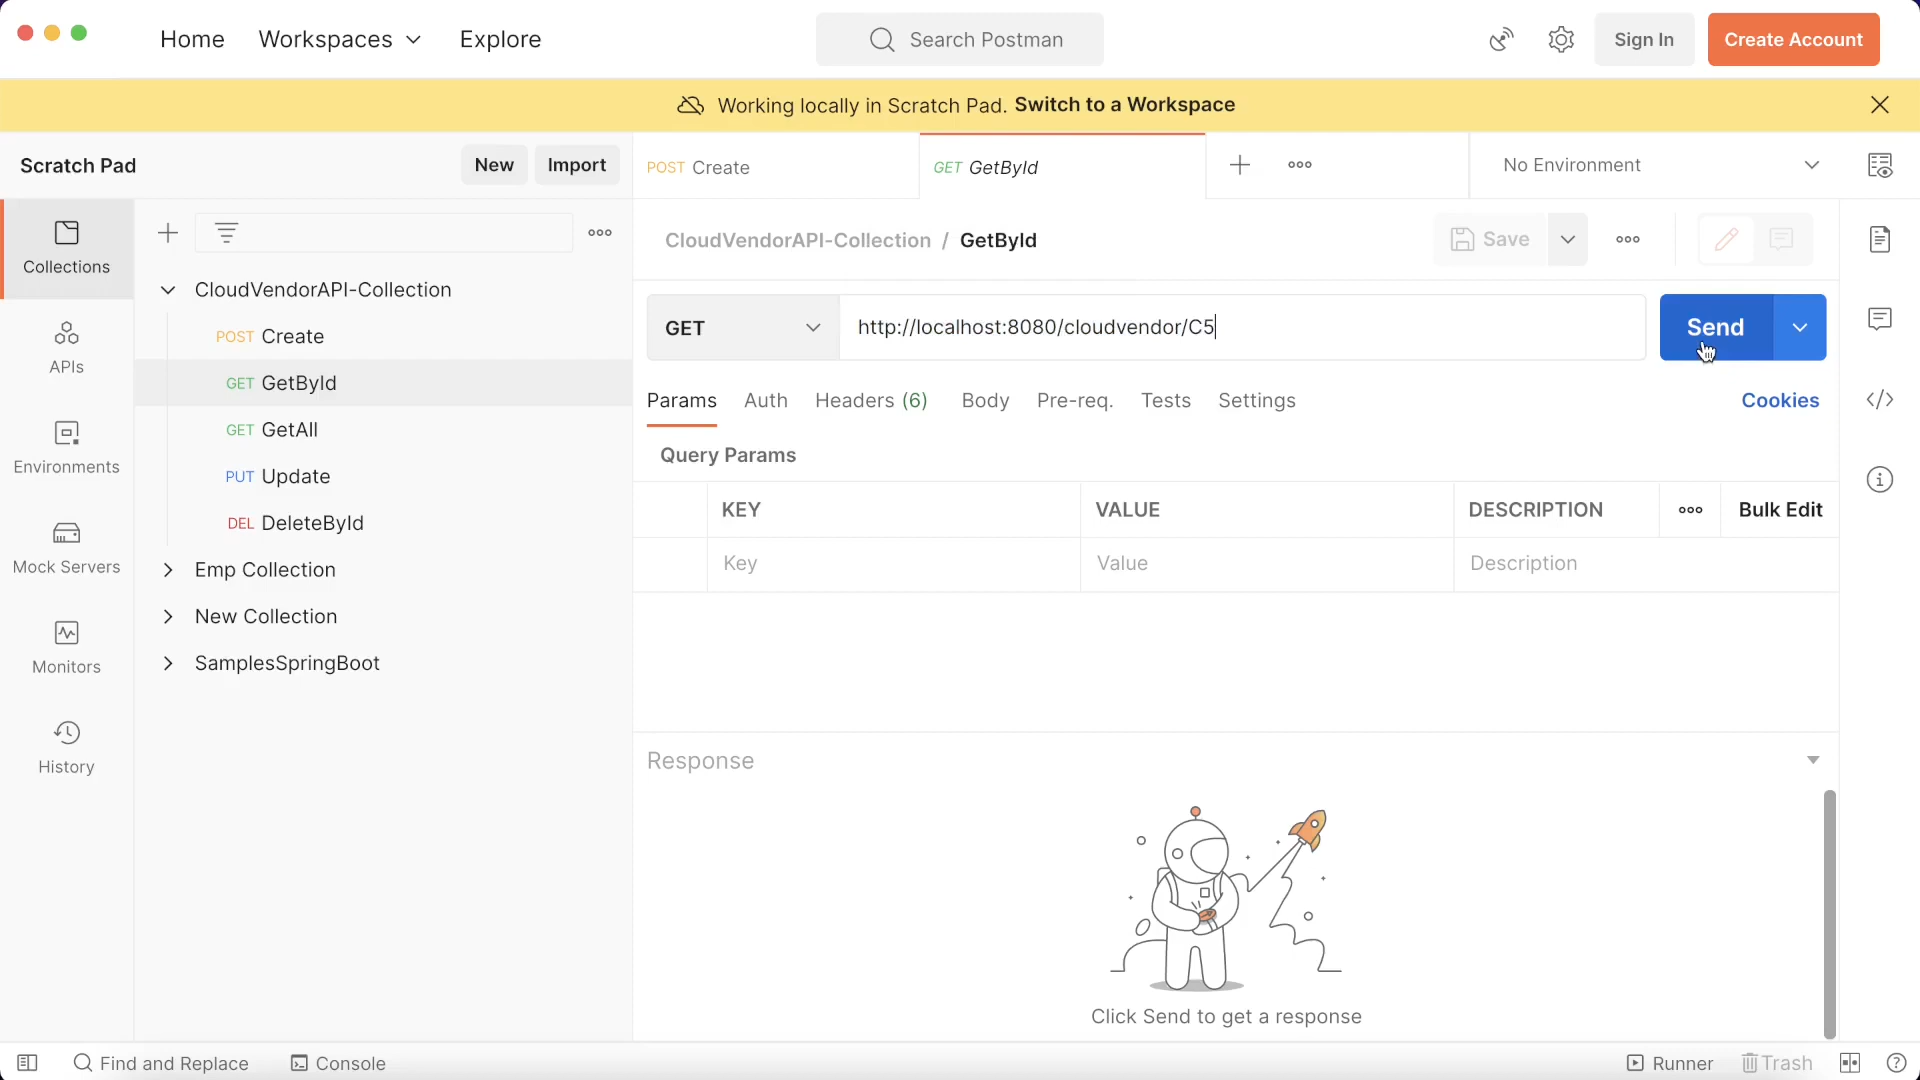 Home
Workspaces
Explore
Search Postman
Sign In
Create Account
Working locally in Scratch Pad. Switch to a Workspace
Scratch Pad
New
Import
POST Create
GET GetById
No Environment
Collections
APIs
Environments
Mock Servers
Monitors
History
CloudVendorAPI-Collection
POST Create
GET GetById
GET GetAll
PUT Update
DEL DeleteById
Emp Collection
New Collection
SamplesSpringBoot
CloudVendorAPI-Collection / GetById
Save
GET
http://localhost:8080/cloudvendor/C5
Send
Params
Auth
Headers (6)
Body
Pre-req.
Tests
Settings
Cookies
Query Params
KEY
VALUE
DESCRIPTION
Bulk Edit
Key
Value
Description
Response
Click Send to get a response
Find and Replace
Console
Runner
Trash